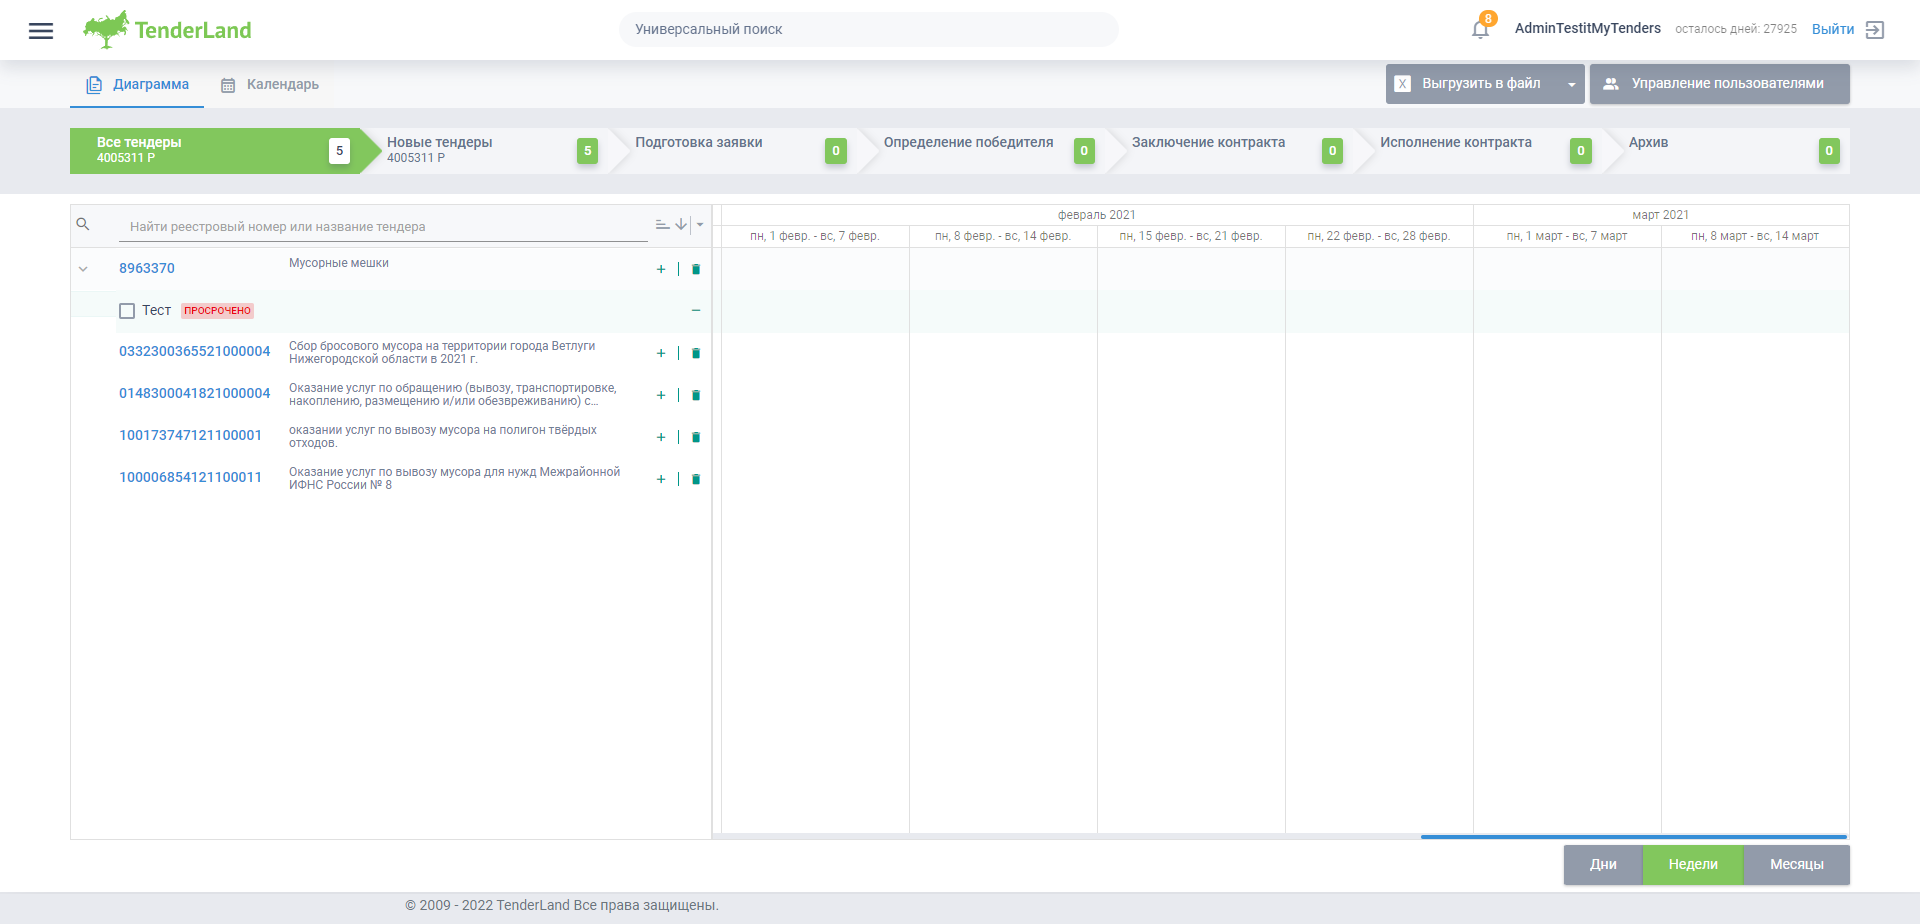 TenderLand
Универсальный поиск
8
AdminTestitMyTenders
осталось дней: 27925
Выйти
Диаграмма
Календарь
X Выгрузить в файл
Управление пользователями
Все тендеры
4005311 Р
5
Новые тендеры
4005311 Р
5
Подготовка заявки
0
Определение победителя
0
Заключение контракта
0
Исполнение контракта
0
Архив
0
Найти реестровый номер или название тендера
февраль 2021
март 2021
пн, 1 февр. - вс, 7 февр.
пн, 8 февр. - вс, 14 февр.
пн, 15 февр. - вс, 21 февр.
пн, 22 февр. - вс, 28 февр.
пн, 1 март - вс, 7 март
пн, 8 март - вс, 14 март
8963370
Мусорные мешки
Тест ПРОСРОЧЕНО
0332300365521000004
Сбор бросового мусора на территории города Ветлуги
Нижегородской области в 2021 г.
0148300041821000004
Оказание услуг по обращению (вывозу, транспортировке,
накоплению, размещению и/или обезвреживанию) с...
100173747121100001
оказании услуг по вывозу мусора на полигон твёрдых
отходов.
100006854121100011
Оказание услуг по вывозу мусора для нужд Межрайонной
ИФНС России № 8
Дни
Недели
Месяцы
© 2009 - 2022 TenderLand Все права защищены.